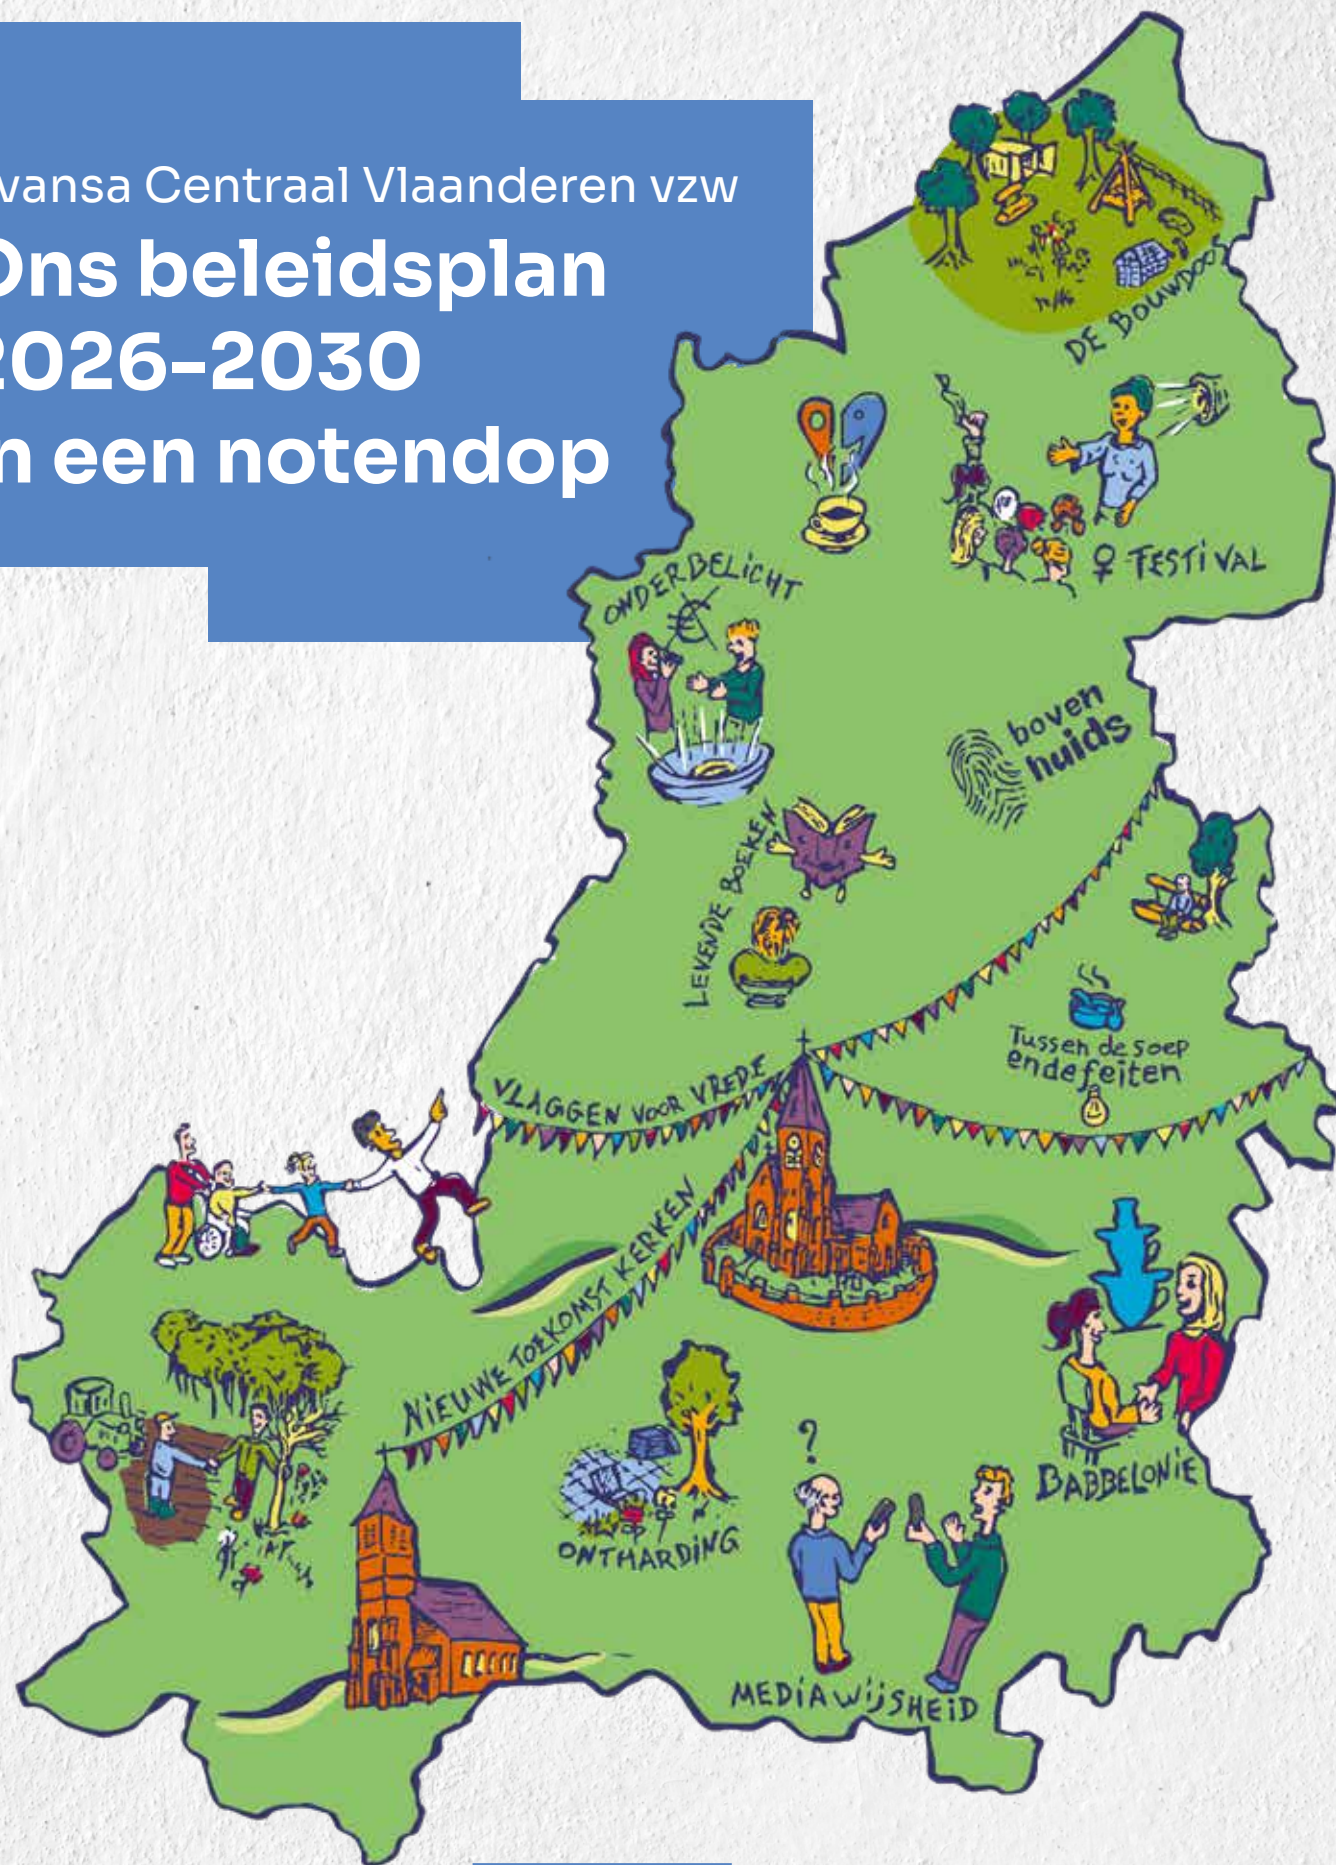 vansa Centraal Vlaanderen vzw
Ons beleidsplan
2026-2030
n een notendop
DE BOUWDOOS
♀ FESTIVAL
ONDERBELICHT
€
boven
huids
LEVENDE BOEKEN
Tussen de soep
en de feiten
VLAGGEN VOOR VREDE
NIEUWE TOEKOMST KERKEN
?
BABBELONIE
ONTHARDING
MEDIAWIJSHEID